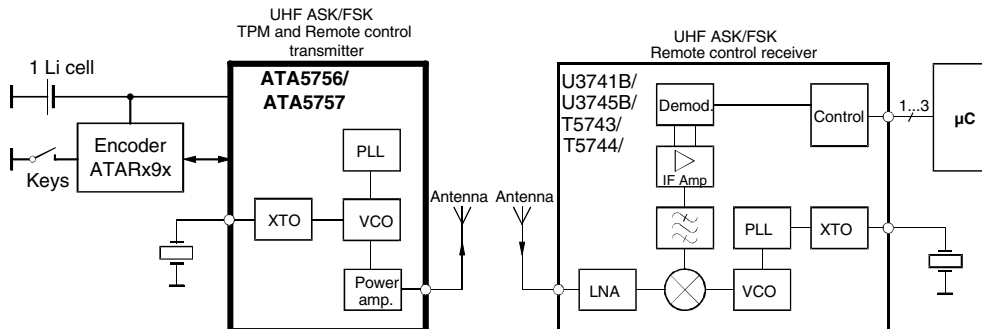 UHF ASK/FSK
TPM and Remote control
transmitter
1 Li cell
ATA5756/
ATA5757
Encoder
ATARx9x
Keys
PLL
XTO
VCO
Power
amp.
Antenna
Antenna
UHF ASK/FSK
Remote control receiver
U3741B/
U3745B/
T5743/
T5744/
Demod.
Control
1...3
µC
IF Amp
PLL
XTO
LNA
VCO